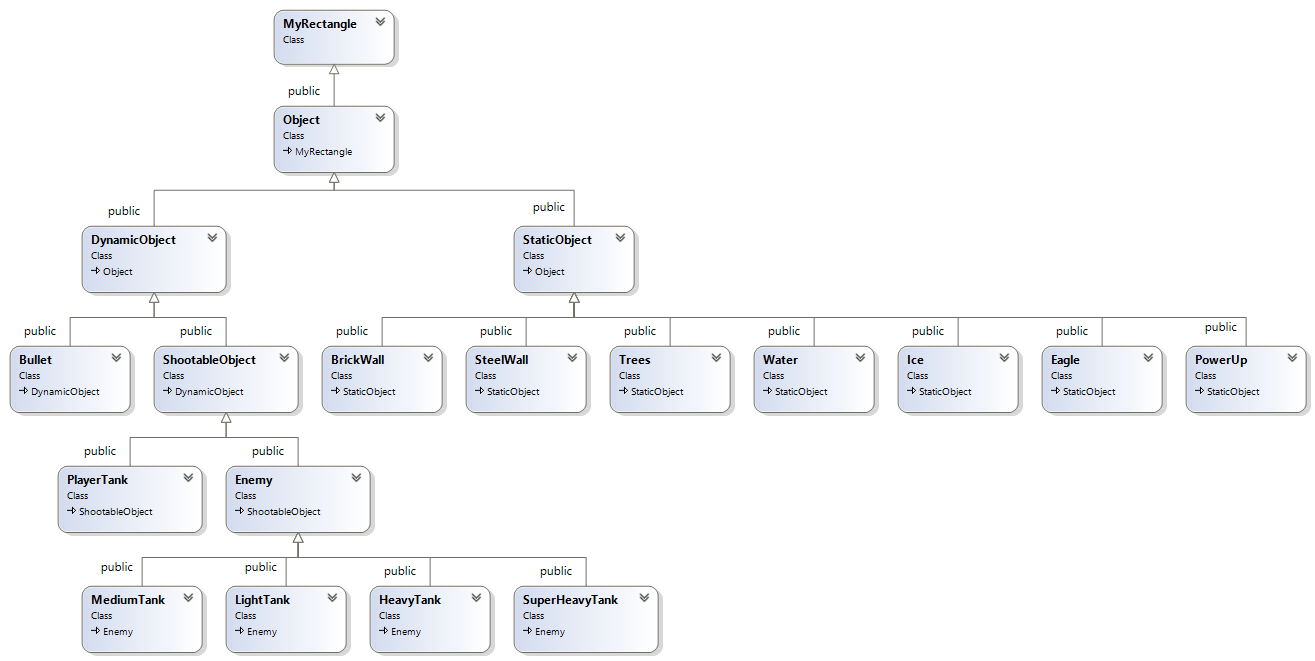 MyRectangle
Class
public
Object
Class
MyRectangle
public
public
DynamicObject
Class
Object
StaticObject
Class
Object
public
public
public
public
public
public
public
public
public
Bullet
Class
DynamicObject
ShootableObject
Class
DynamicObject
BrickWall
Class
StaticObject
SteelWall
Class
StaticObject
Trees
Class
StaticObject
Water
Class
StaticObject
Ice
Class
StaticObject
Eagle
Class
StaticObject
PowerUp
Class
StaticObject
public
public
PlayerTank
Class
ShootableObject
Enemy
Class
ShootableObject
public
public
public
public
MediumTank
Class
Enemy
LightTank
Class
Enemy
HeavyTank
Class
Enemy
SuperHeavyTank
Class
Enemy